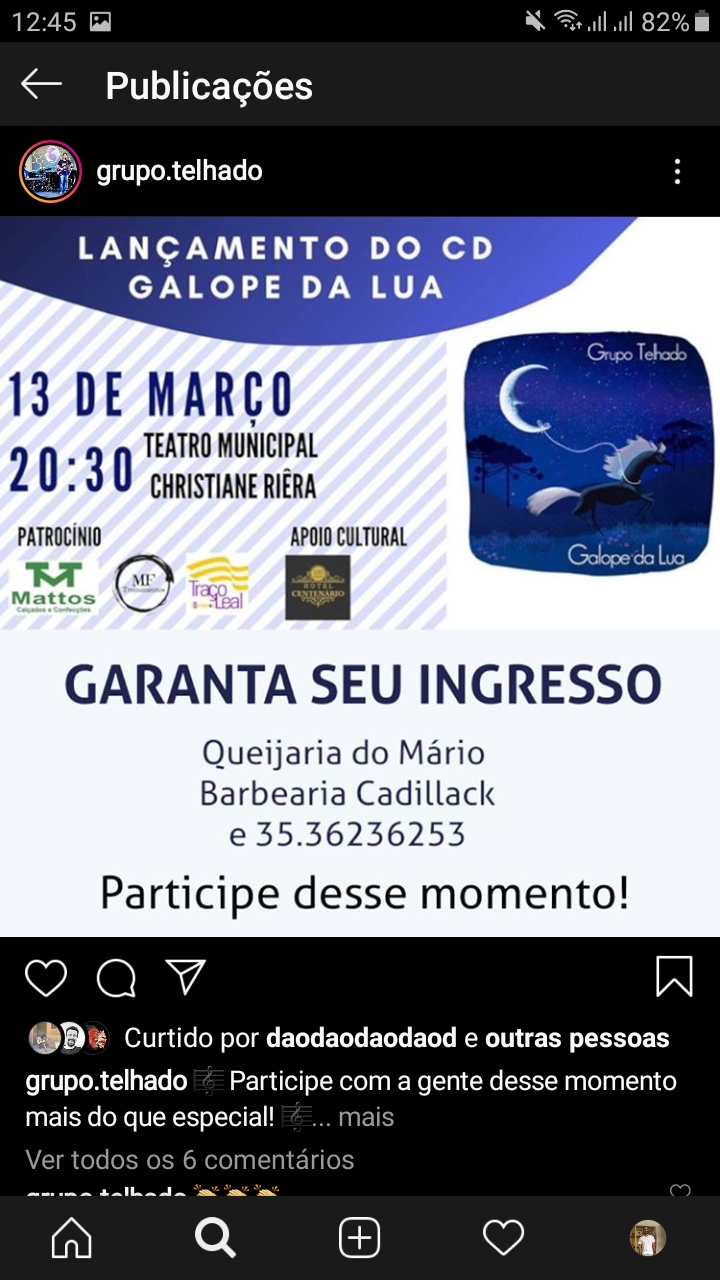 12:45
82%
Publicações
grupo.telhado
LANÇAMENTO DO CD
GALOPE DA LUA
Grupo Telhado
13 DE MARÇO
20:30
TEATRO MUNICIPAL
CHRISTIANE RIÊRA
PATROCÍNIO
APOIO CULTURAL
Galope da Lua
Mattos
Calçados e Confecções
MF
Treinamentos
Traço Leal
HOTEL
CENTENÁRIO
GARANTA SEU INGRESSO
Queijaria do Mário
Barbearia Cadillack
e 35.36236253
Participe desse momento!
Curtido por daodaodaodaod e outras pessoas
grupo.telhado 🎼 Participe com a gente desse momento
mais do que especial! 🎼... mais
Ver todos os 6 comentários
grupo.telhado 👏👏👏